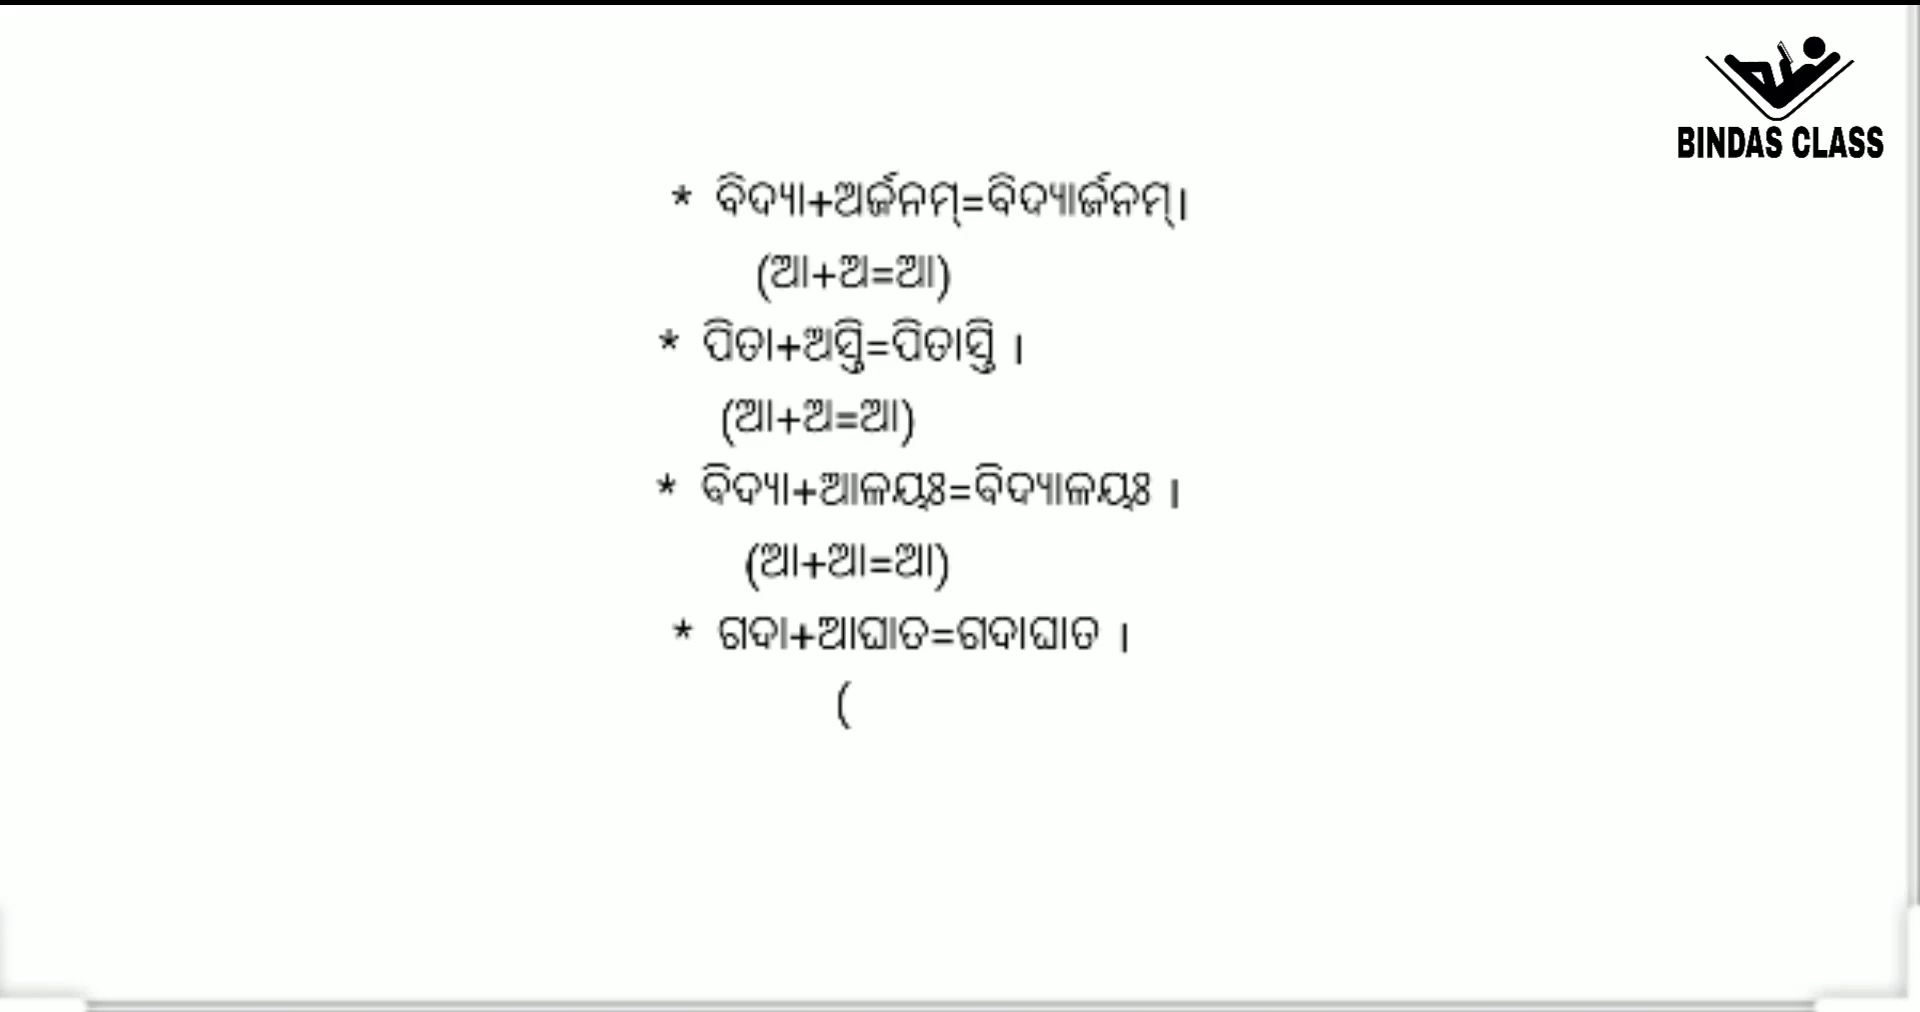 BINDAS CLASS
* ବିଦ୍ୟା+ଅର୍ଜନମ୍=ବିଦ୍ୟାର୍ଜନମ୍।
(ଆ+ଅ=ଆ)
* ପିତା+ଅସ୍ତି=ପିତାସ୍ତି ।
(ଆ+ଅ=ଆ)
* ବିଦ୍ୟା+ଆଳୟଃ=ବିଦ୍ୟାଳୟଃ ।
(ଆ+ଆ=ଆ)
* ଗଦା+ଆଘାତ=ଗଦାଘାତ ।
(